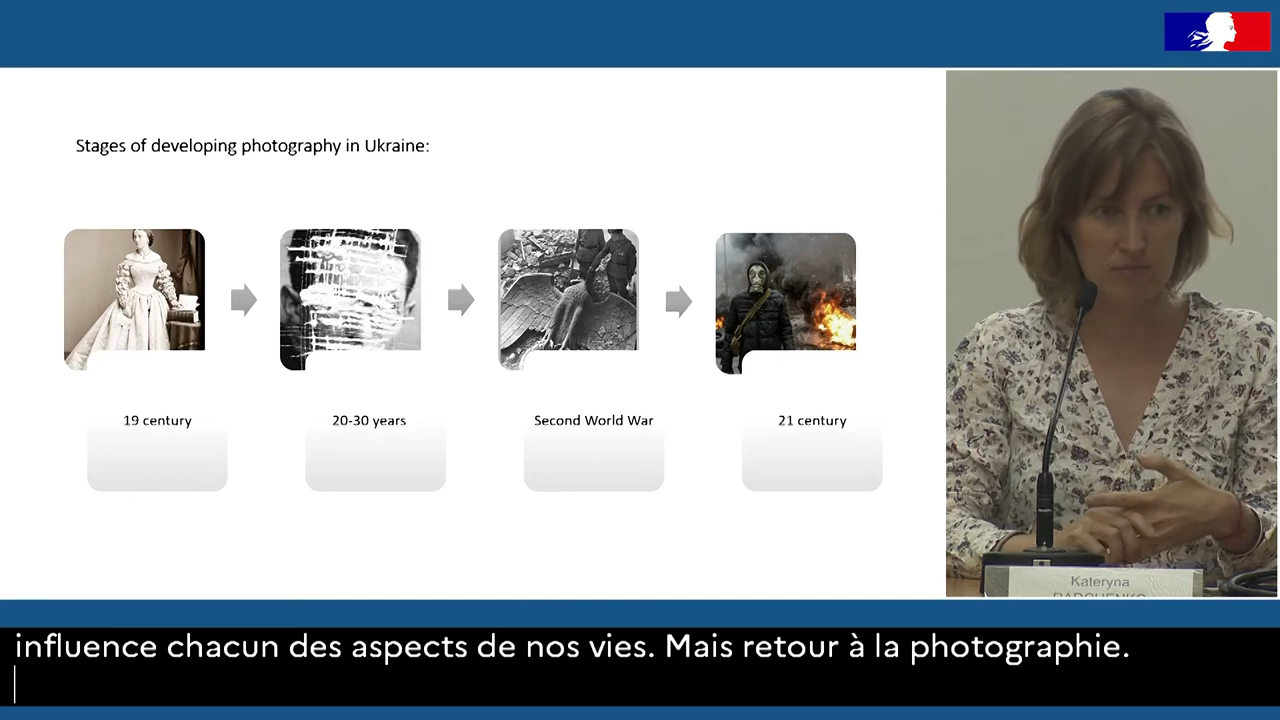 Stages of developing photography in Ukraine:
19 century
20-30 years
Second World War
21 century
Kateryna
RADCHENKO
influence chacun des aspects de nos vies. Mais retour à la photographie.